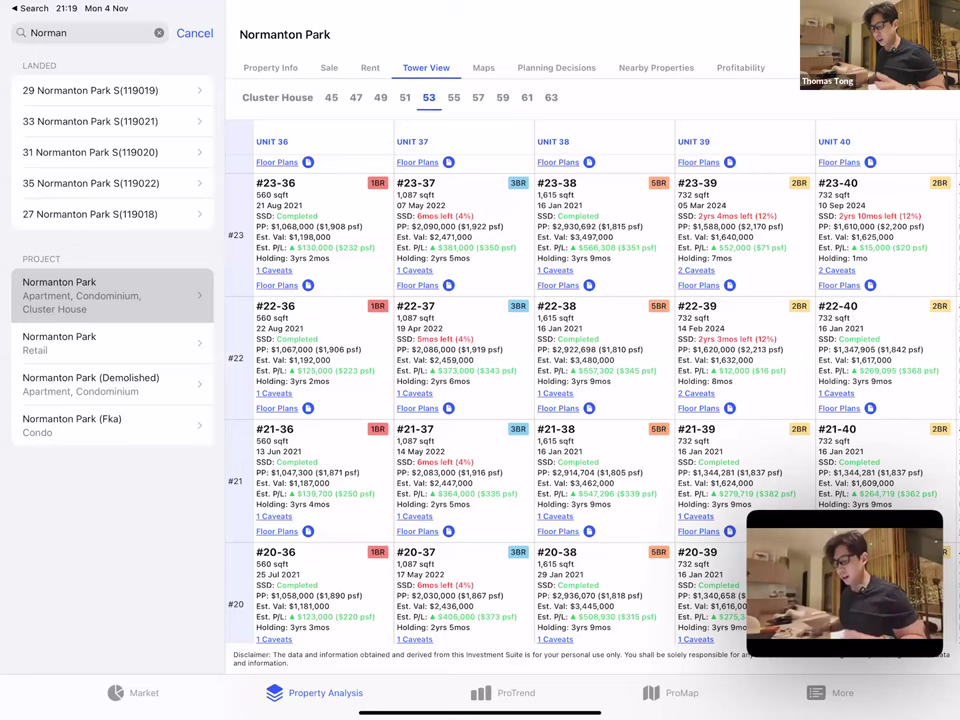 ◀ Search 21:19 Mon 4 Nov
Norman
Cancel
LANDED
29 Normanton Park S(119019)
33 Normanton Park S(119021)
31 Normanton Park S(119020)
35 Normanton Park S(119022)
27 Normanton Park S(119018)
PROJECT
Normanton Park
Apartment, Condominium,
Cluster House
Normanton Park
Retail
Normanton Park (Demolished)
Apartment, Condominium
Normanton Park (Fka)
Condo
Normanton Park
Thomas Tong
Property Info Sale Rent Tower View Maps Planning Decisions Nearby Properties Profitability
Cluster House 45 47 49 51 53 55 57 59 61 63
UNIT 36 UNIT 37 UNIT 38 UNIT 39 UNIT 40
Floor Plans Floor Plans Floor Plans Floor Plans Floor Plans
#23
#23-36 1BR #23-37 3BR #23-38 5BR #23-39 2BR #23-40 2BR
560 sqft 1,087 sqft 1,615 sqft 732 sqft 732 sqft
21 Aug 2021 07 May 2022 16 Jan 2021 05 Mar 2024 10 Sep 2024
SSD: Completed SSD: 6mos left (4%) SSD: Completed SSD: 2yrs 4mos left (12%) SSD: 2yrs 10mos left (12%)
PP: $1,068,000 ($1,908 psf) PP: $2,090,000 ($1,922 psf) PP: $2,930,692 ($1,815 psf) PP: $1,588,000 ($2,170 psf) PP: $1,610,000 ($2,200 psf)
Est. Val: $1,198,000 Est. Val: $2,471,000 Est. Val: $3,497,000 Est. Val: $1,640,000 Est. Val: $1,625,000
Est. P/L: ▲ $130,000 ($232 psf) Est. P/L: ▲ $381,000 ($350 psf) Est. P/L: ▲ $566,308 ($351 psf) Est. P/L: ▲ $52,000 ($71 psf) Est. P/L: ▲ $15,000 ($20 psf)
Holding: 3yrs 2mos Holding: 2yrs 5mos Holding: 3yrs 9mos Holding: 7mos Holding: 1mo
1 Caveats 1 Caveats 1 Caveats 2 Caveats 2 Caveats
Floor Plans Floor Plans Floor Plans Floor Plans Floor Plans
#22
#22-36 1BR #22-37 3BR #22-38 5BR #22-39 2BR #22-40 2BR
560 sqft 1,087 sqft 1,615 sqft 732 sqft 732 sqft
22 Aug 2021 19 Apr 2022 16 Jan 2021 14 Feb 2024 16 Jan 2021
SSD: Completed SSD: 5mos left (4%) SSD: Completed SSD: 2yrs 3mos left (12%) SSD: Completed
PP: $1,067,000 ($1,906 psf) PP: $2,086,000 ($1,919 psf) PP: $2,922,698 ($1,810 psf) PP: $1,620,000 ($2,213 psf) PP: $1,347,905 ($1,842 psf)
Est. Val: $1,192,000 Est. Val: $2,459,000 Est. Val: $3,480,000 Est. Val: $1,632,000 Est. Val: $1,617,000
Est. P/L: ▲ $125,000 ($223 psf) Est. P/L: ▲ $373,000 ($343 psf) Est. P/L: ▲ $557,302 ($345 psf) Est. P/L: ▲ $12,000 ($16 psf) Est. P/L: ▲ $269,095 ($368 psf)
Holding: 3yrs 2mos Holding: 2yrs 6mos Holding: 3yrs 9mos Holding: 8mos Holding: 3yrs 9mos
1 Caveats 1 Caveats 1 Caveats 2 Caveats 1 Caveats
Floor Plans Floor Plans Floor Plans Floor Plans Floor Plans
#21
#21-36 1BR #21-37 3BR #21-38 5BR #21-39 2BR #21-40 2BR
560 sqft 1,087 sqft 1,615 sqft 732 sqft 732 sqft
13 Jun 2021 14 May 2022 16 Jan 2021 16 Jan 2021 16 Jan 2021
SSD: Completed SSD: 6mos left (4%) SSD: Completed SSD: Completed SSD: Completed
PP: $1,047,300 ($1,871 psf) PP: $2,083,000 ($1,916 psf) PP: $2,914,704 ($1,805 psf) PP: $1,344,281 ($1,837 psf) PP: $1,344,281 ($1,837 psf)
Est. Val: $1,187,000 Est. Val: $2,447,000 Est. Val: $3,462,000 Est. Val: $1,624,000 Est. Val: $1,609,000
Est. P/L: ▲ $139,700 ($250 psf) Est. P/L: ▲ $364,000 ($335 psf) Est. P/L: ▲ $547,296 ($339 psf) Est. P/L: ▲ $279,719 ($382 psf) Est. P/L: ▲ $264,719 ($362 psf)
Holding: 3yrs 4mos Holding: 2yrs 5mos Holding: 3yrs 9mos Holding: 3yrs 9mos Holding: 3yrs 9mos
1 Caveats 1 Caveats 1 Caveats 1 Caveats
Floor Plans Floor Plans Floor Plans Floor Plans
#20
#20-36 1BR #20-37 3BR #20-38 5BR #20-39
560 sqft 1,087 sqft 1,615 sqft 732 sqft
25 Jul 2021 17 May 2022 29 Jan 2021 16 Jan 2021
SSD: Completed SSD: 6mos left (4%) SSD: Completed SSD: Completed
PP: $1,058,000 ($1,890 psf) PP: $2,030,000 ($1,867 psf) PP: $2,936,070 ($1,818 psf) PP: $1,340,658 ($
Est. Val: $1,181,000 Est. Val: $2,436,000 Est. Val: $3,445,000 Est. Val: $1,616,00
Est. P/L: ▲ $123,000 ($220 psf) Est. P/L: ▲ $406,000 ($373 psf) Est. P/L: ▲ $508,930 ($315 psf) Est. P/L: ▲ $275,3
Holding: 3yrs 3mos Holding: 2yrs 5mos Holding: 3yrs 9mos Holding: 3yrs 9mo
1 Caveats 1 Caveats 1 Caveats 1 Caveats
Disclaimer: The data and information obtained and derived from this Investment Suite is for your personal use only. You shall be solely responsible for any data
and information.
Market Property Analysis ProTrend ProMap More